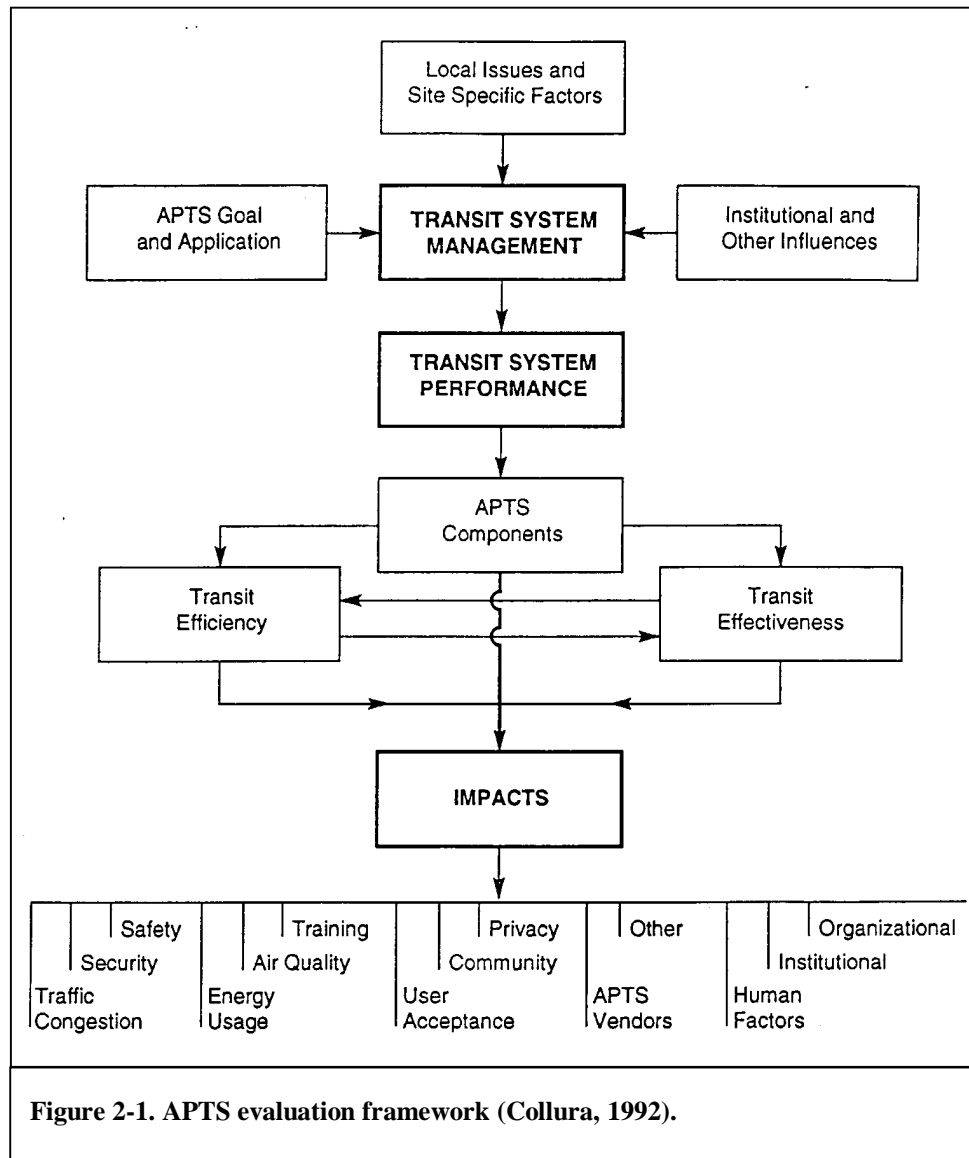 Local Issues and
Site Specific Factors
APTS Goal
and Application
TRANSIT SYSTEM
MANAGEMENT
Institutional and
Other Influences
TRANSIT SYSTEM
PERFORMANCE
APTS
Components
Transit
Efficiency
Transit
Effectiveness
IMPACTS
Safety
Training
Privacy
Other
Organizational
Security
Air Quality
Community
Institutional
Traffic
Congestion
Energy
Usage
User
Acceptance
APTS
Vendors
Human
Factors
Figure 2-1. APTS evaluation framework (Collura, 1992).